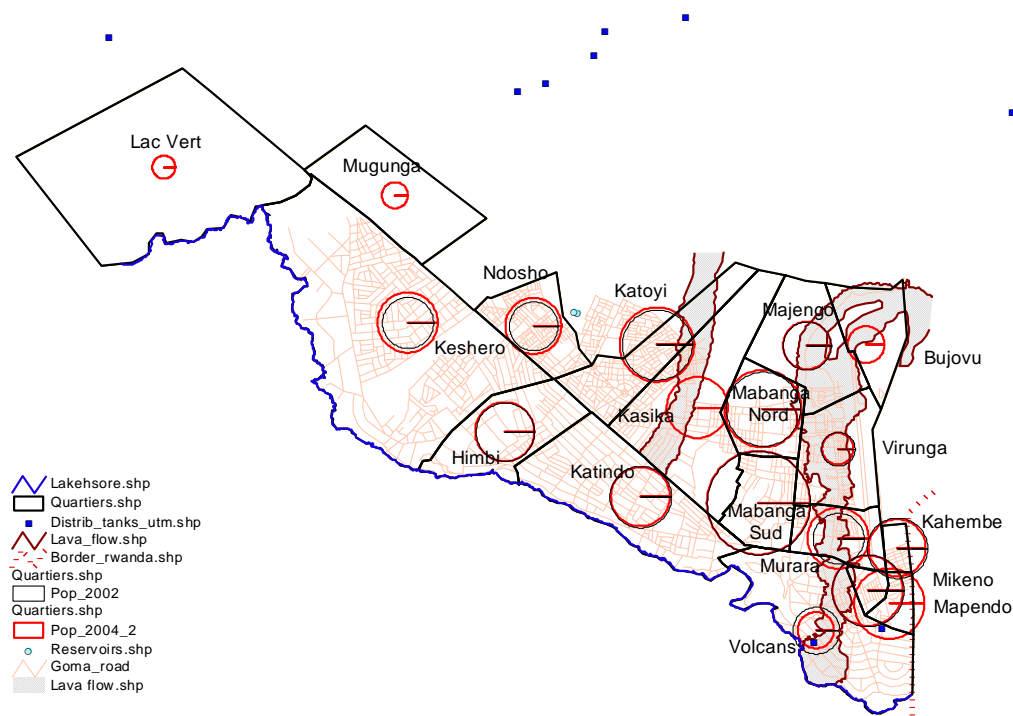 Lac Vert
Mugunga
Ndosho
Katoyi
Majengo
Keshero
Bujovu
Mabanga
Nord
Kasika
Virunga
Himbi
Katindo
Mabanga
Sud
Kahembe
Murara
Mikeno
Mapendo
Volcans
Lakehsore.shp
Quartiers.shp
Distrib_tanks_utm.shp
Lava_flow.shp
Border_rwanda.shp
Quartiers.shp
Pop_2002
Quartiers.shp
Pop_2004_2
Reservoirs.shp
Goma_road
Lava flow.shp